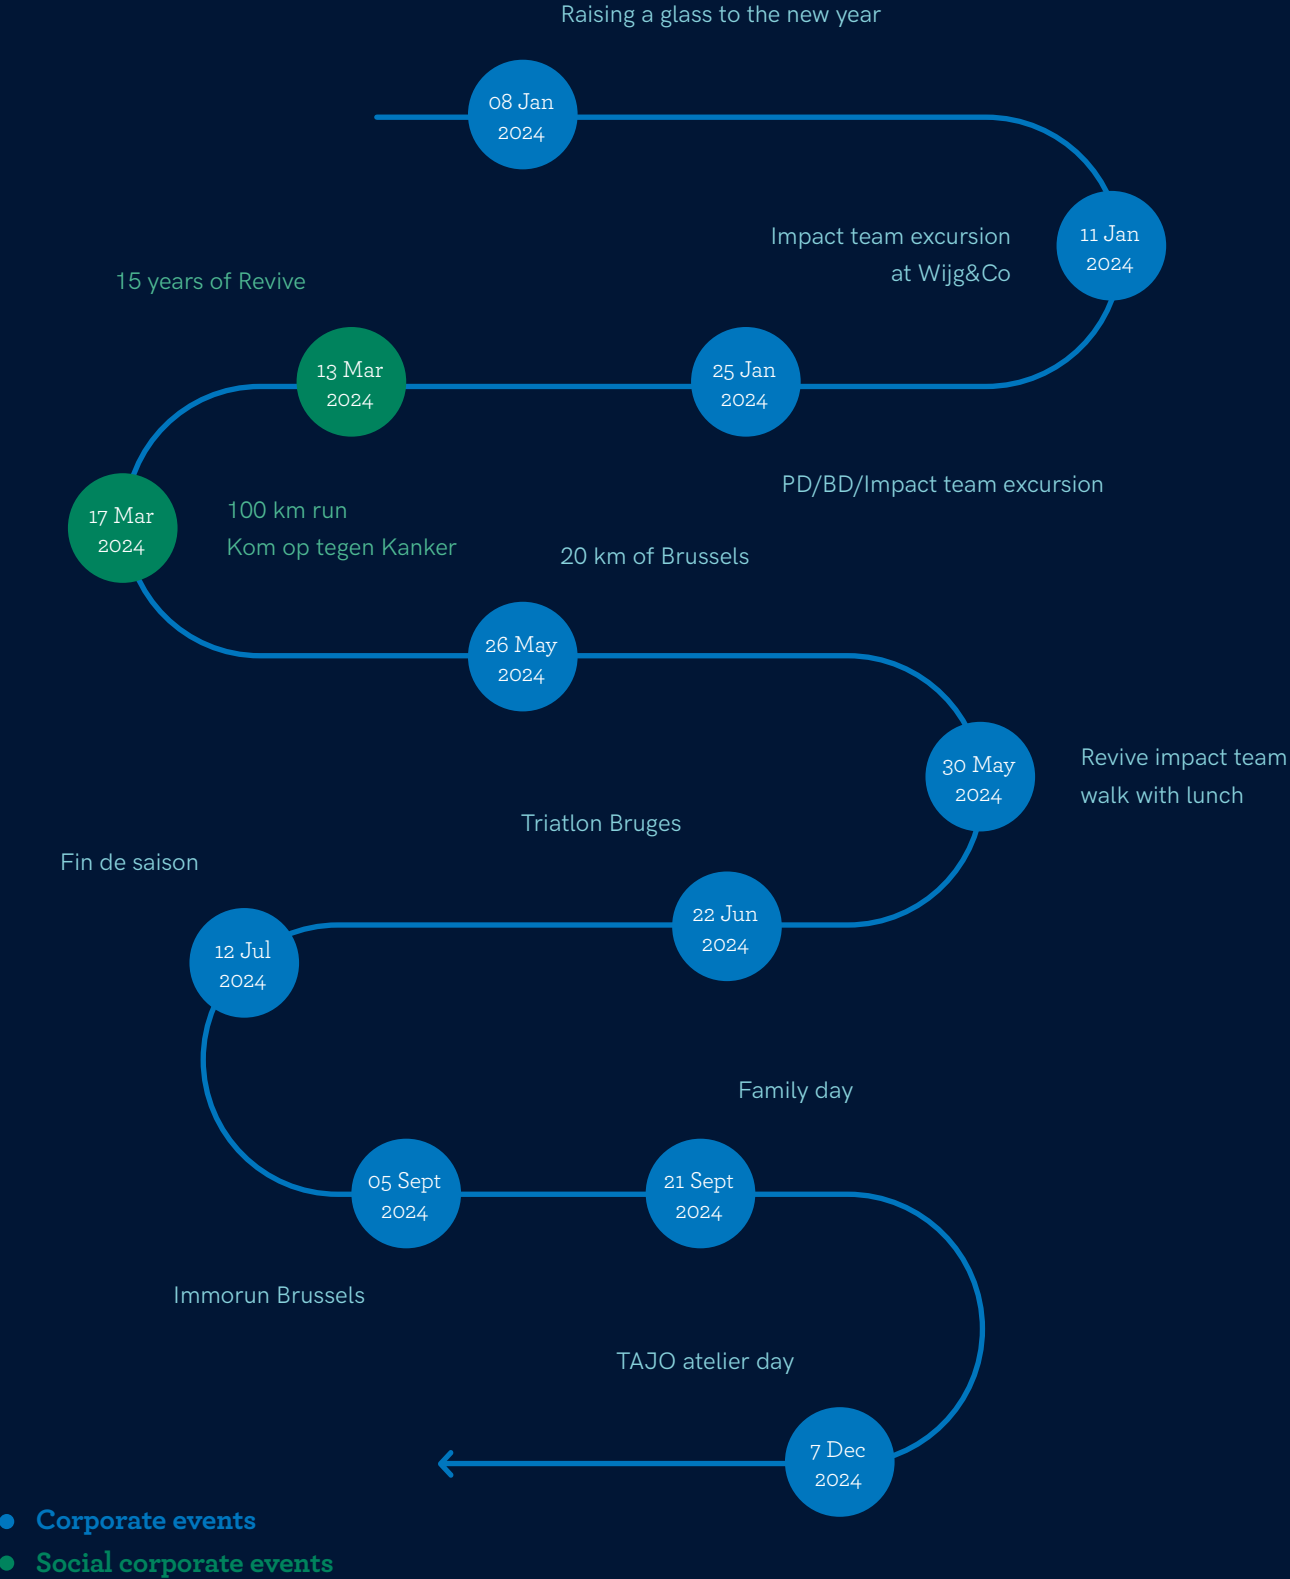 Raising a glass to the new year
08 Jan
2024
11 Jan
2024
Impact team excursion
at Wijg&Co
25 Jan
2024
PD/BD/Impact team excursion
15 years of Revive
13 Mar
2024
17 Mar
2024
100 km run
Kom op tegen Kanker
20 km of Brussels
26 May
2024
30 May
2024
Revive impact team
walk with lunch
Triatlon Bruges
22 Jun
2024
Fin de saison
12 Jul
2024
05 Sept
2024
Immorun Brussels
Family day
21 Sept
2024
TAJO atelier day
7 Dec
2024
Corporate events
Social corporate events